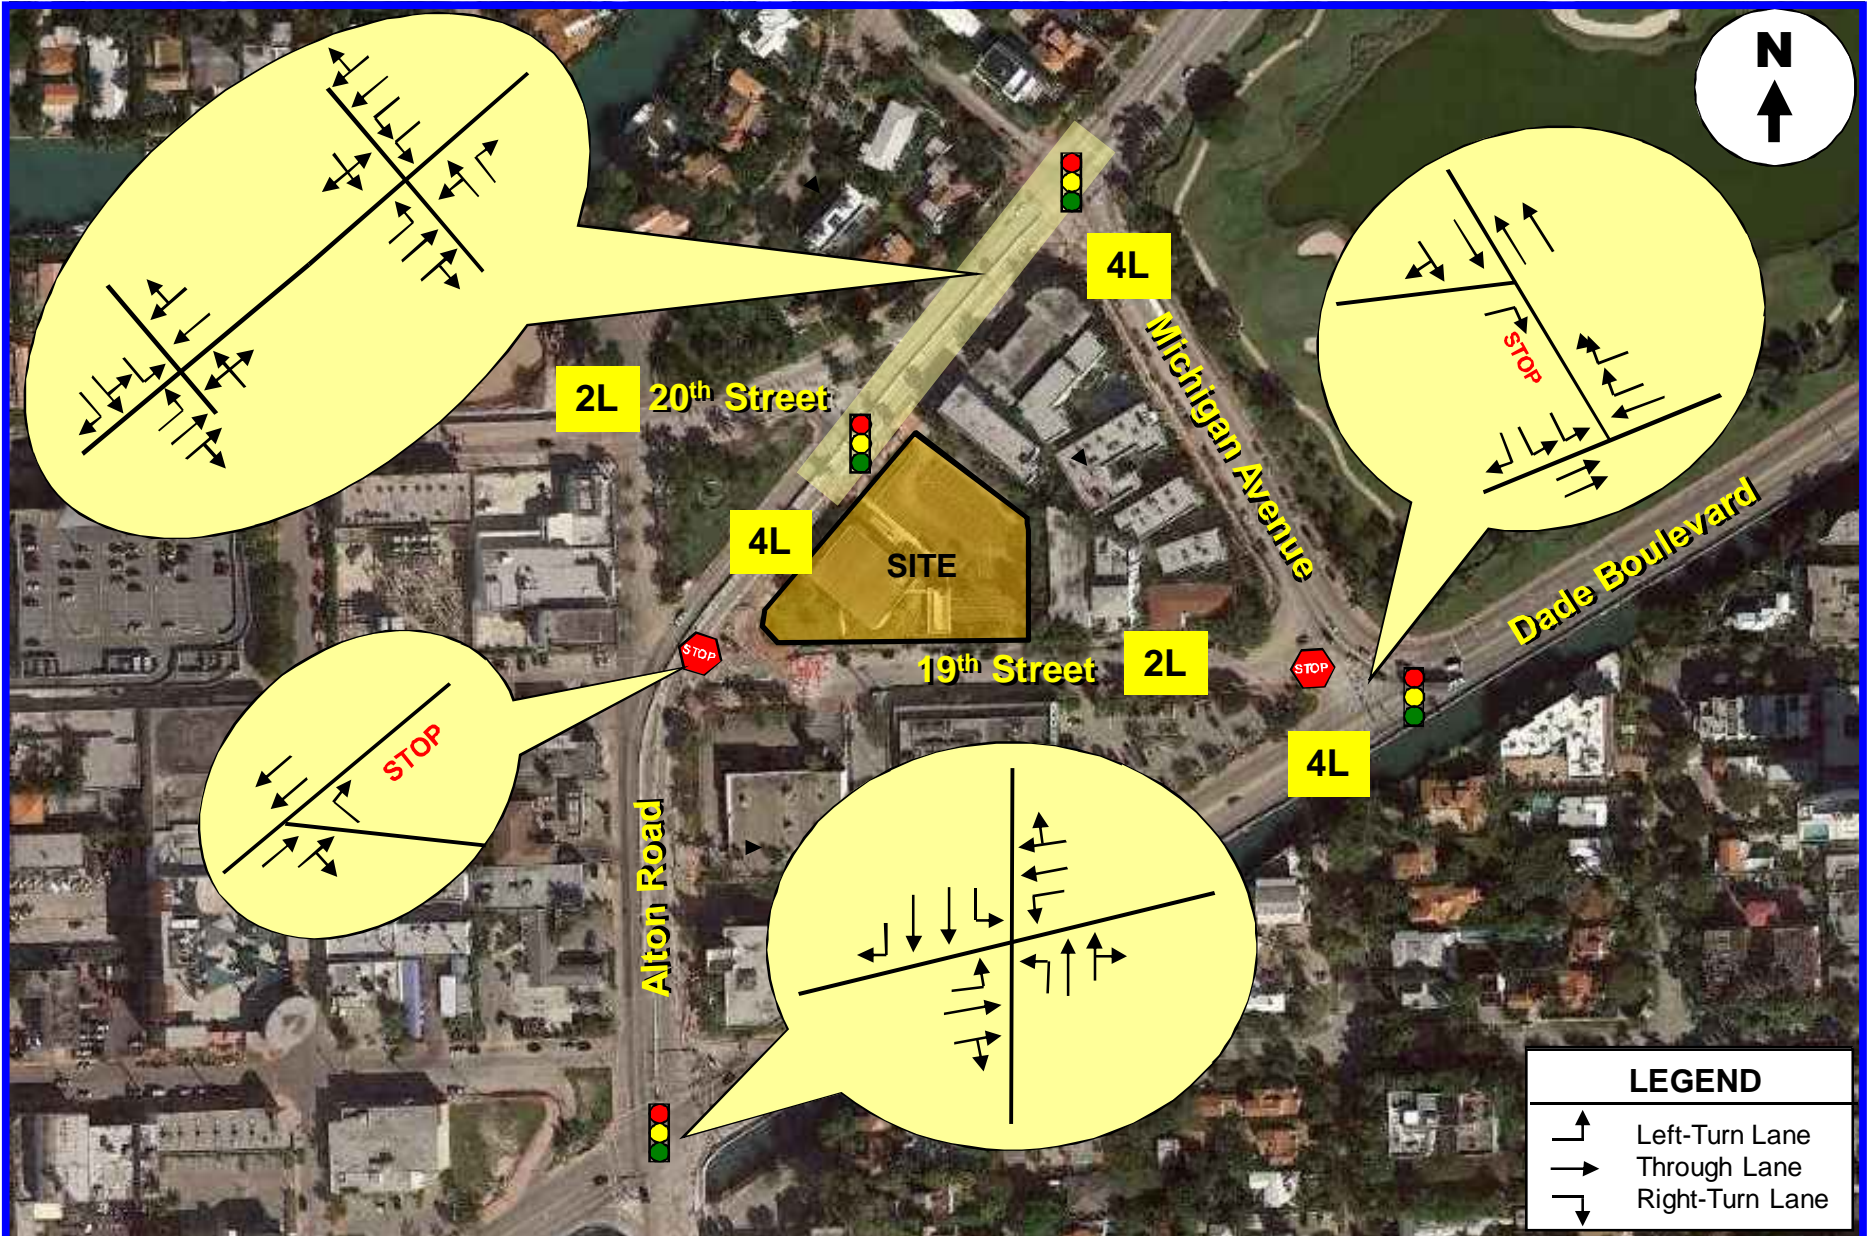 N
4L
STOP
Michigan Avenue
2L
20th Street
4L
SITE
Dade Boulevard
STOP
19th Street
2L
STOP
4L
STOP
Alton Road
LEGEND
Left-Turn Lane
Through Lane
Right-Turn Lane